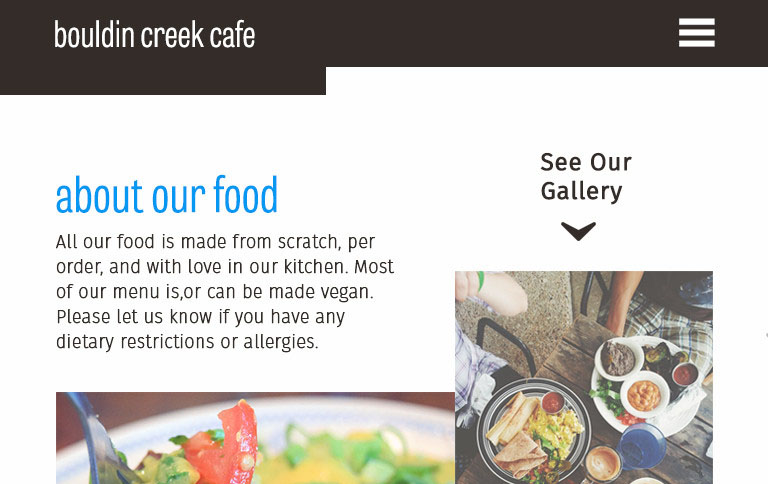 bouldin creek cafe
See Our
Gallery
about our food
All our food is made from scratch, per
order, and with love in our kitchen. Most
of our menu is,or can be made vegan.
Please let us know if you have any
dietary restrictions or allergies.